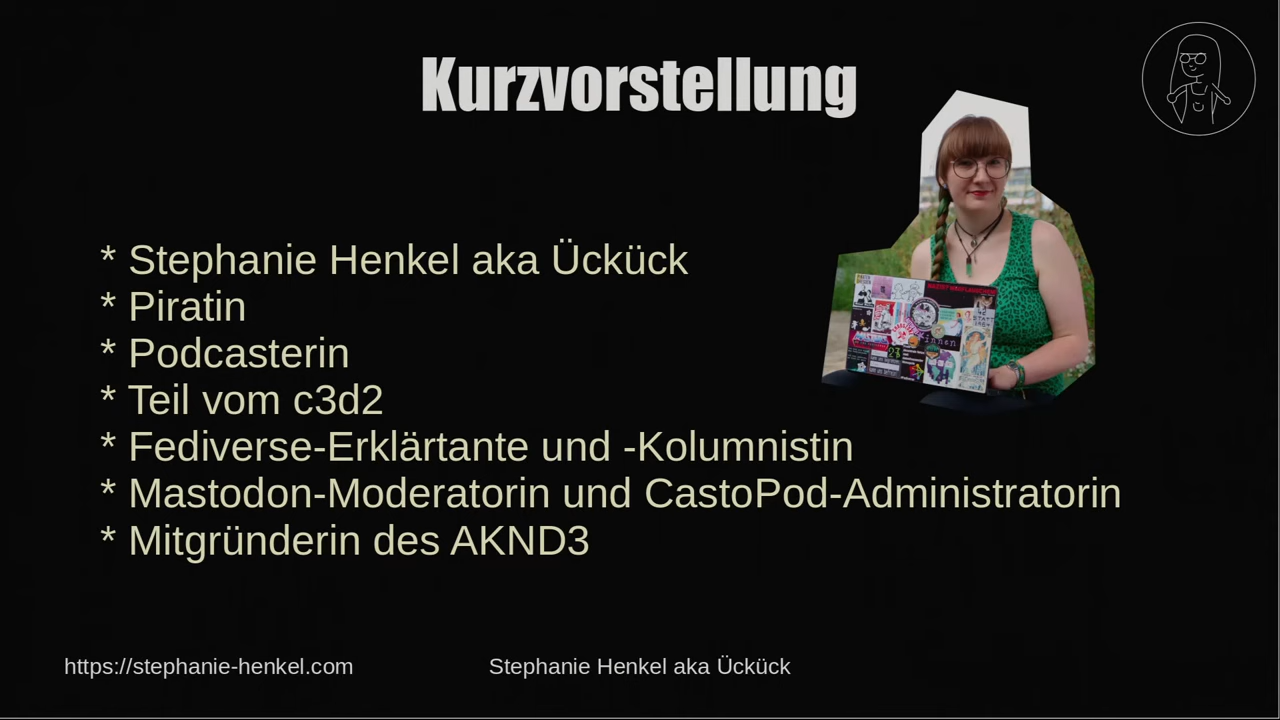 Kurzvorstellung
* Stephanie Henkel aka Ückück
* Piratin
* Podcasterin
* Teil vom c3d2
* Fediverse-Erklärtante und -Kolumnistin
* Mastodon-Moderatorin und CastoPod-Administratorin
* Mitgründerin des AKND3
https://stephanie-henkel.com
Stephanie Henkel aka Ückück